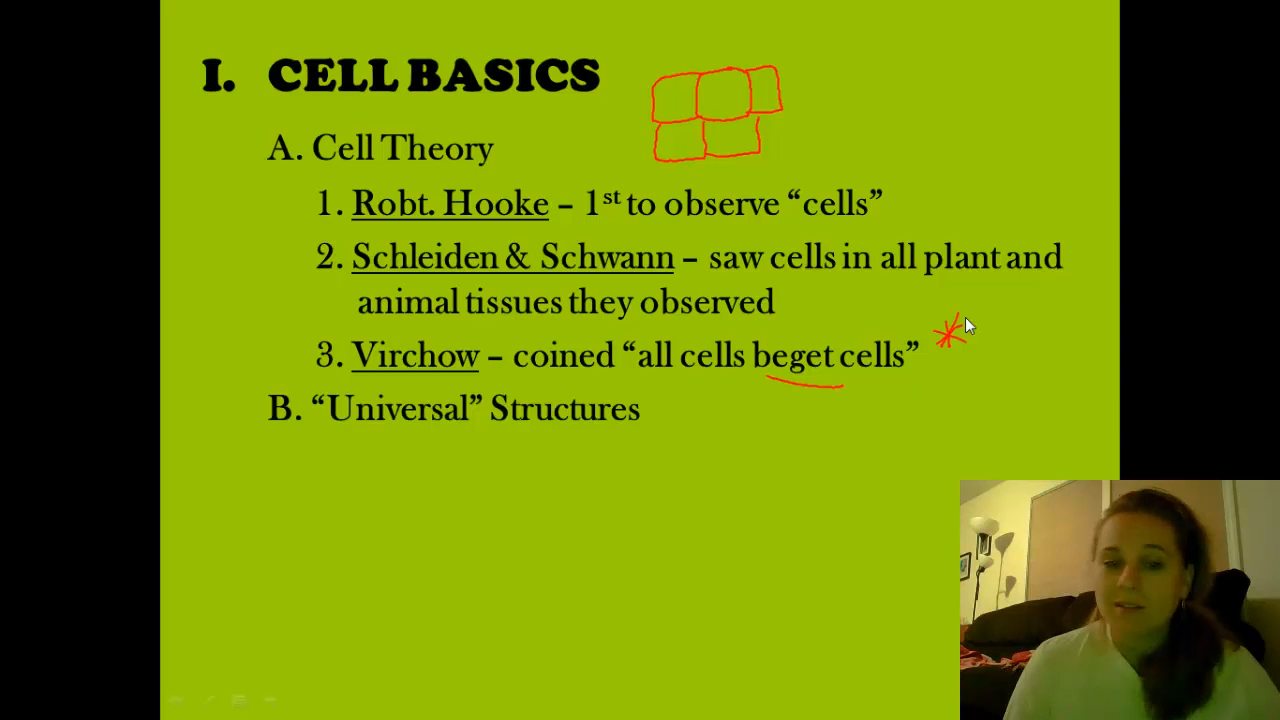 I. CELL BASICS
A. Cell Theory
1. Robt. Hooke – 1st to observe “cells”
2. Schleiden & Schwann – saw cells in all plant and
animal tissues they observed
3. Virchow – coined “all cells beget cells”
B. “Universal” Structures